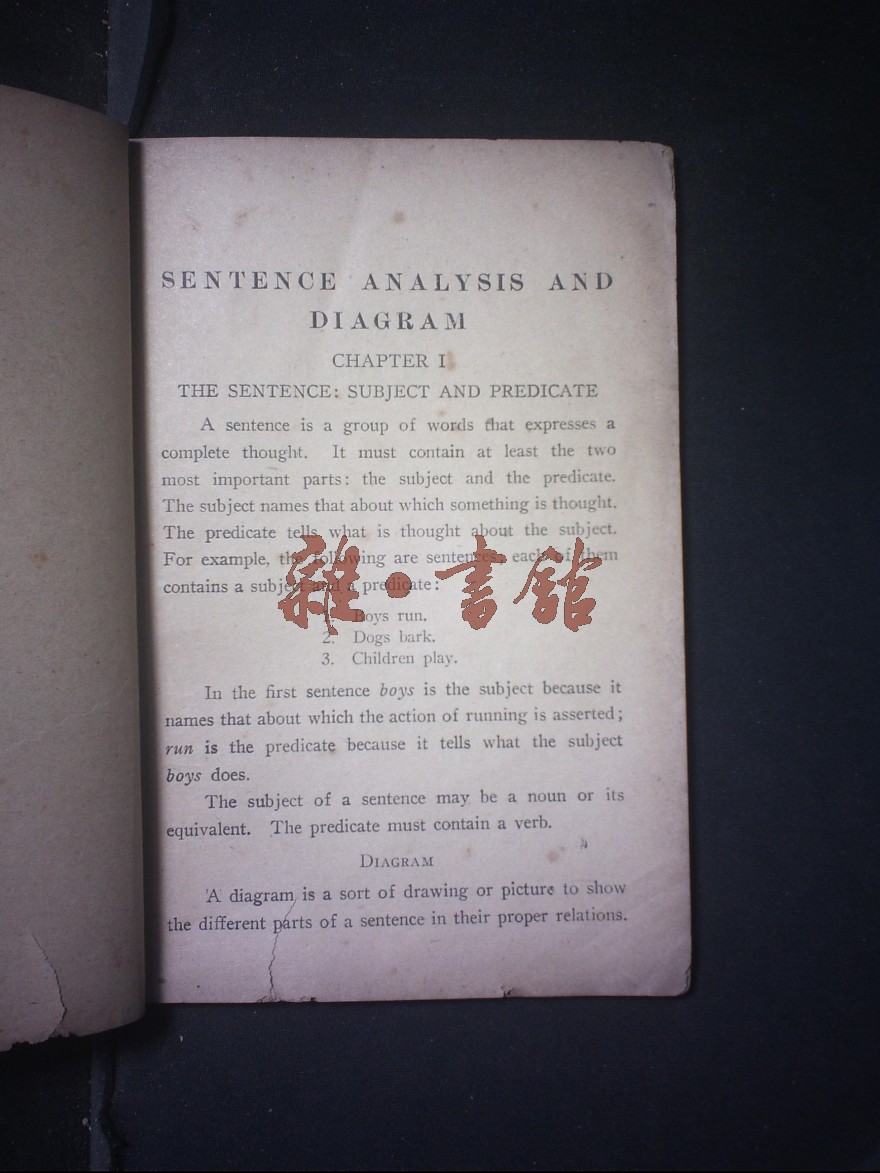 SENTENCE ANALYSIS AND
DIAGRAM
CHAPTER I
THE SENTENCE: SUBJECT AND PREDICATE
A sentence is a group of words that expresses a
complete thought. It must contain at least the two
most important parts: the subject and the predicate.
The subject names that about which something is thought.
The predicate tells what is thought about the subject.
For example, the following are sentences; each of them
contains a subject and a predicate:
雜·書館
1. Boys run.
2. Dogs bark.
3. Children play.
In the first sentence boys is the subject because it
names that about which the action of running is asserted;
run is the predicate because it tells what the subject
boys does.
The subject of a sentence may be a noun or its
equivalent. The predicate must contain a verb.
DIAGRAM
A diagram is a sort of drawing or picture to show
the different parts of a sentence in their proper relations.